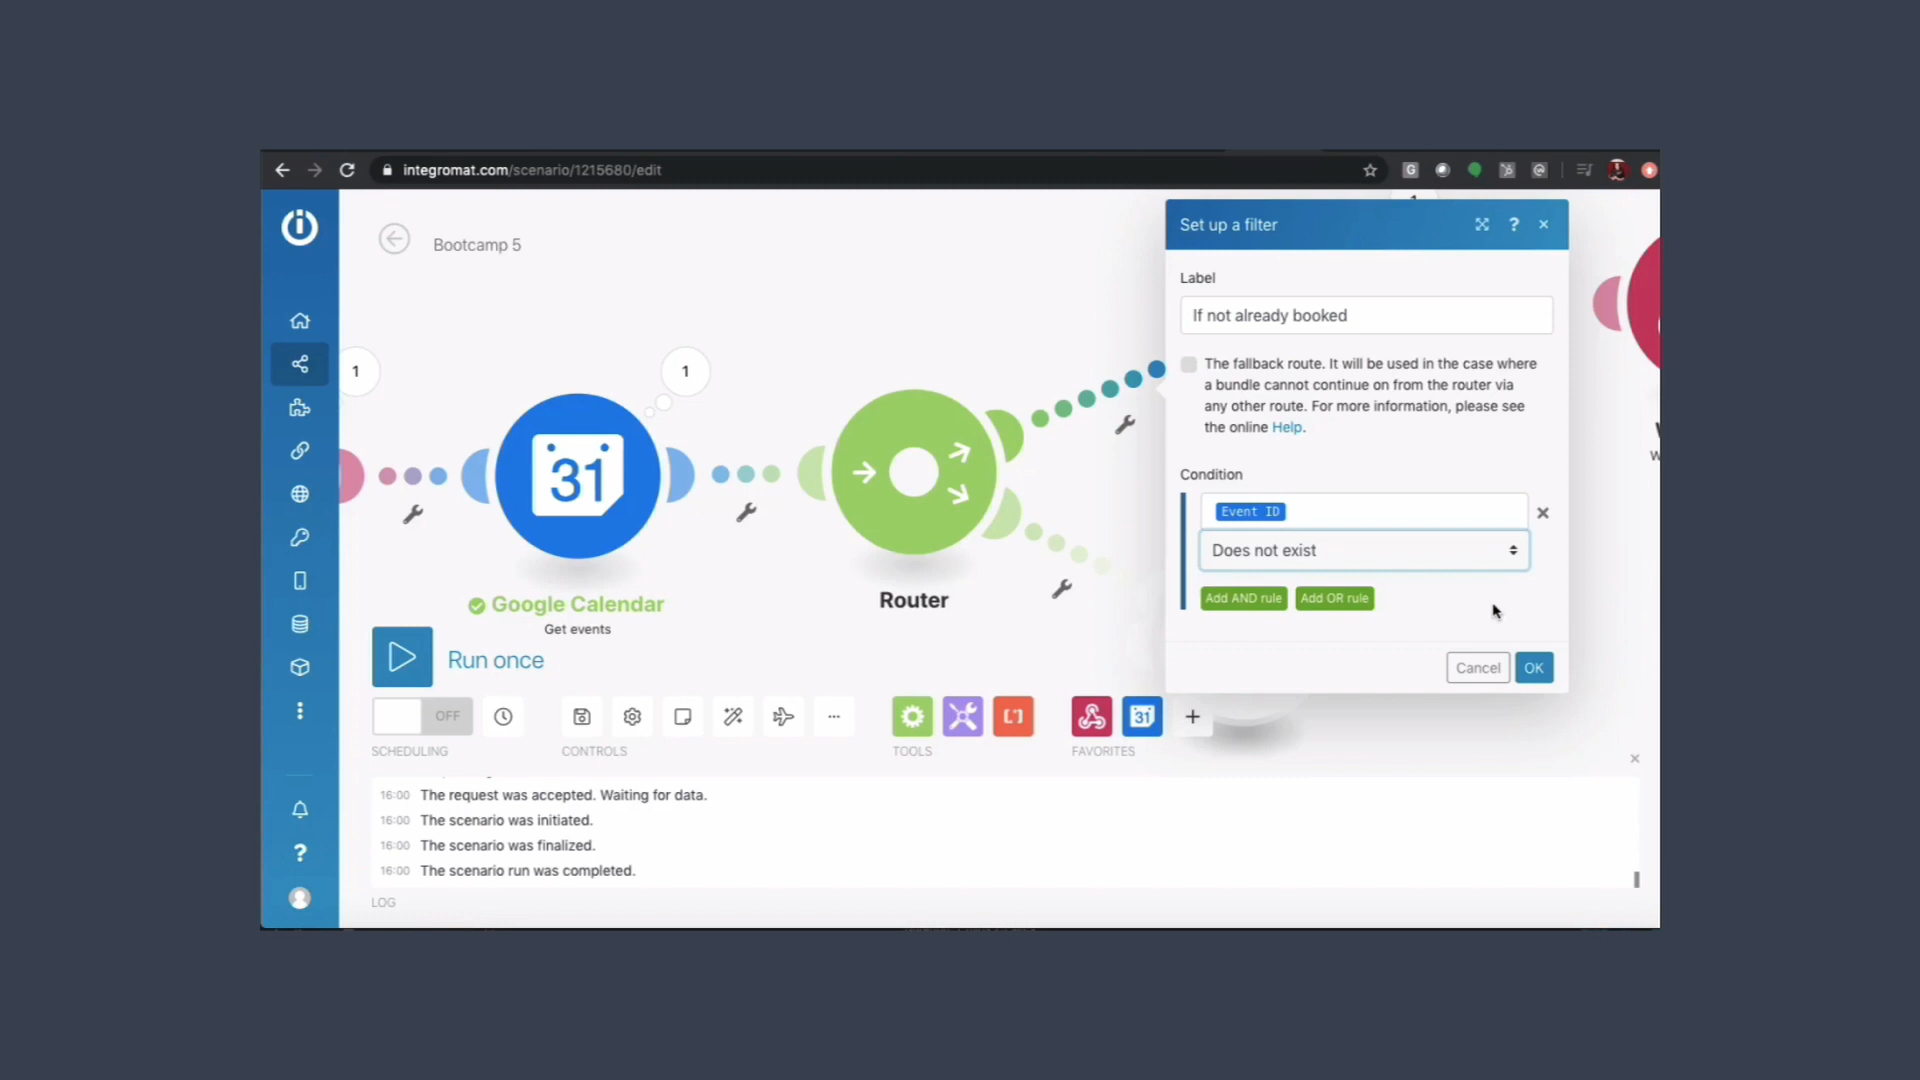 integromat.com/scenario/1215680/edit
Bootcamp 5
1
1
1
31
Google Calendar
Get events
Router
Set up a filter
?
Label
If not already booked
The fallback route. It will be used in the case where
a bundle cannot continue on from the router via
any other route. For more information, please see
the online Help.
Condition
Event ID
Does not exist
Add AND rule
Add OR rule
Cancel
OK
Run once
OFF
SCHEDULING
CONTROLS
TOOLS
31
FAVORITES
16:00 The request was accepted. Waiting for data.
16:00 The scenario was initiated.
16:00 The scenario was finalized.
16:00 The scenario run was completed.
LOG